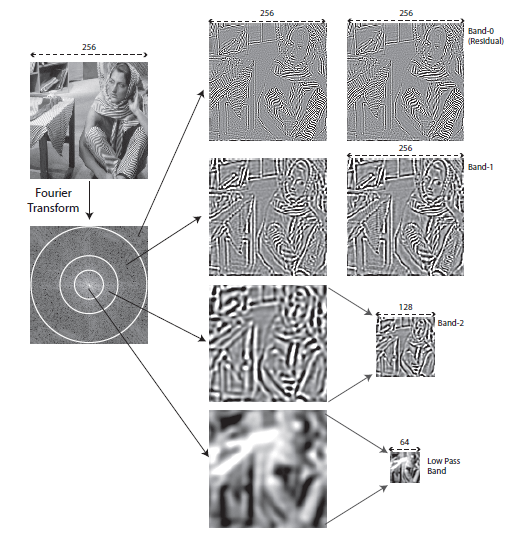 256
256
Band-0
(Residual)
256
256
Band-1
Fourier
Transform
128
Band-2
64
Low Pass
Band